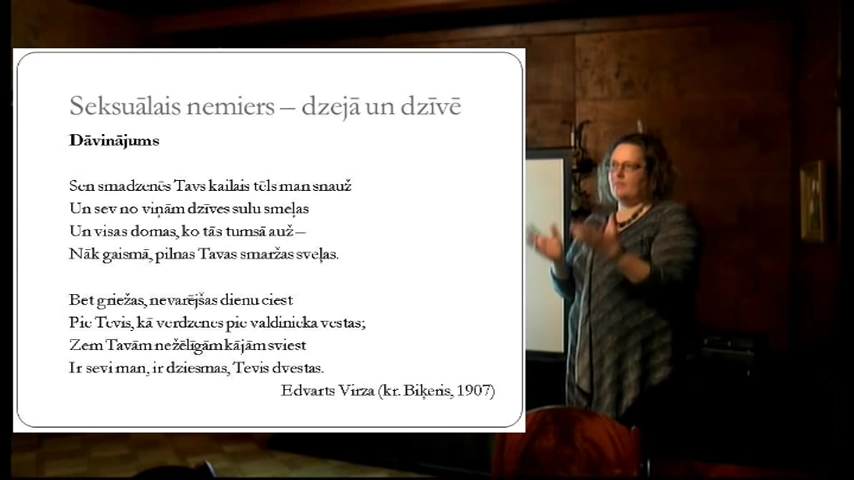 Seksuālais nemiers – dzejā un dzīvē
Dāvinājums
Sen smadzenēs Tavs kailais tēls man snauž
Un sev no viņām dzīves sulu smeļas
Un visas domas, ko tās tumsā auž –
Nāk gaismā, pilnas Tavas smaržas sveļas.
Bet griežas, nevarējšas dienu ciest
Pie Tevis, kā verdzenes pie valdinieka vestas;
Zem Tavām nežēlīgām kājām sviest
Ir sevi man, ir dziesmas, Tevis dvestas.
Edvarts Virza (kr. Biķeris, 1907)